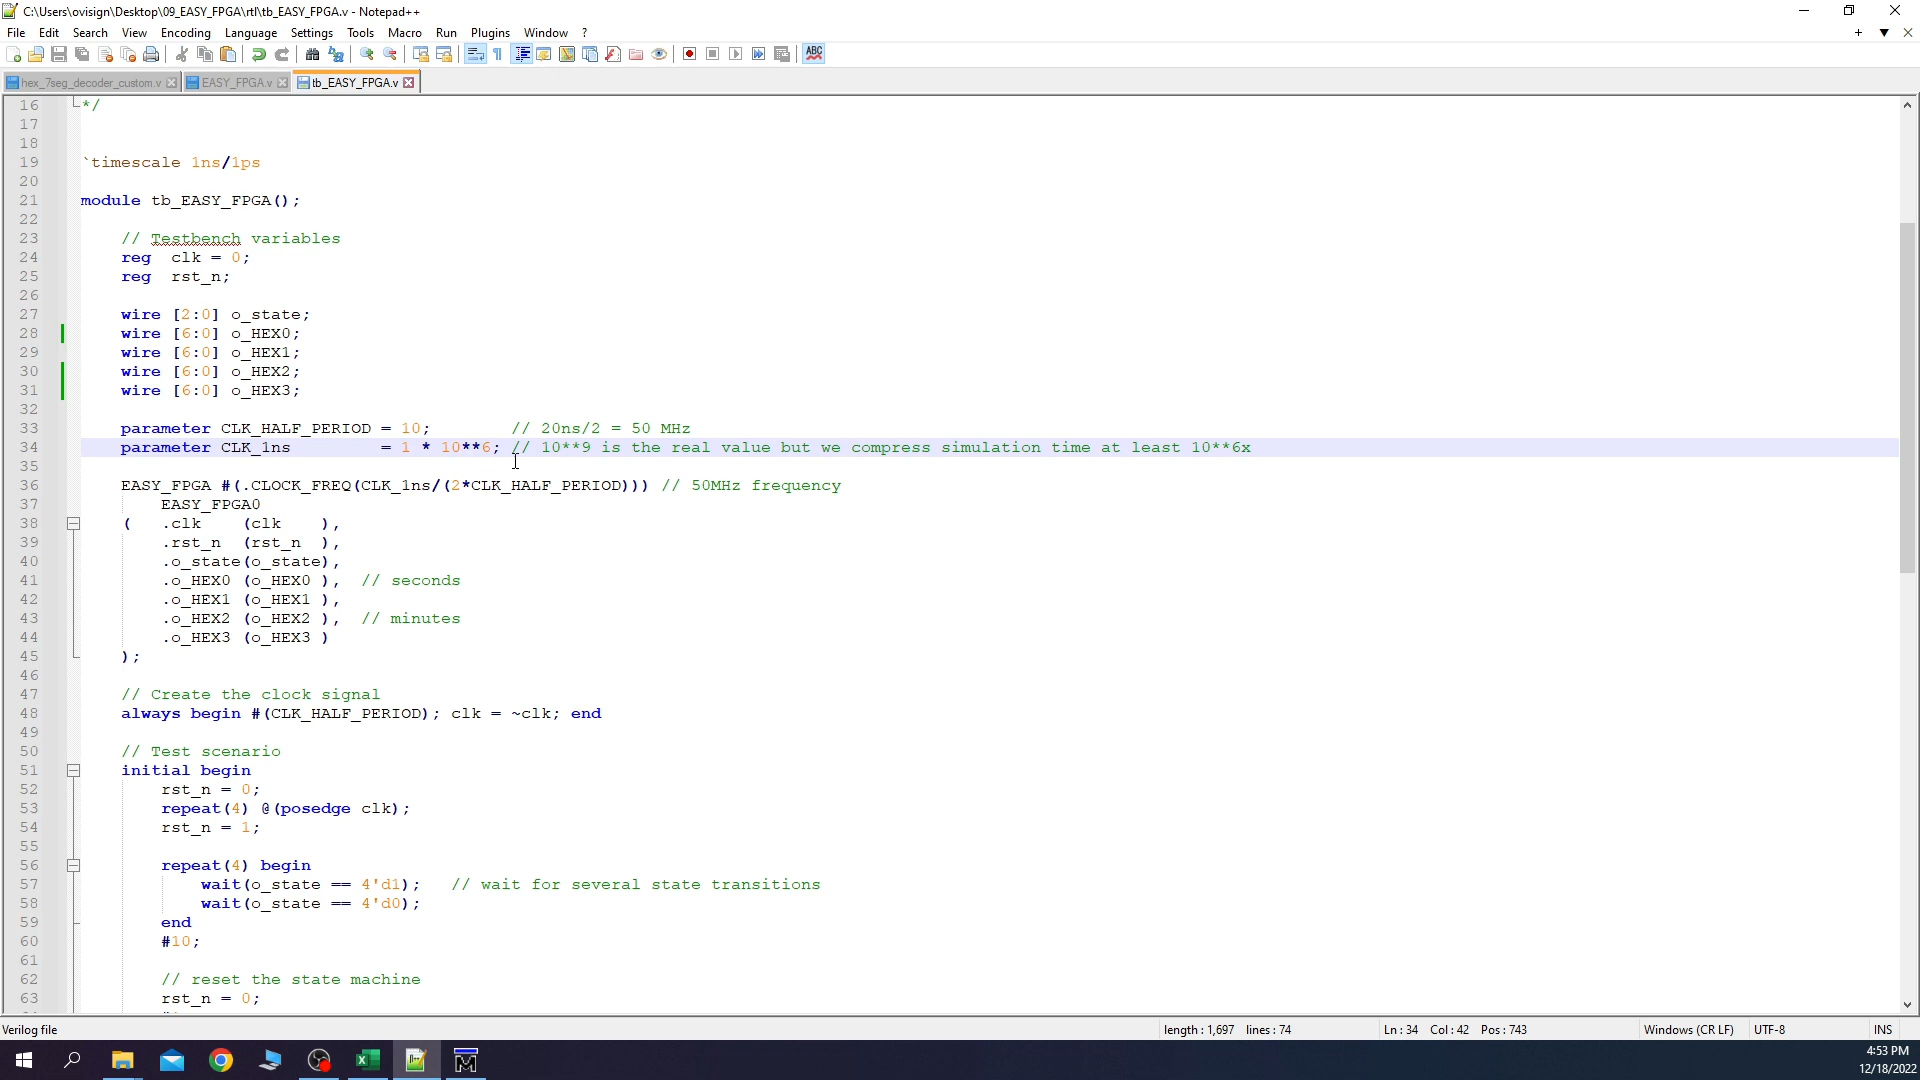 C:\Users\ovisign\Desktop\09_EASY_FPGA\rtl\tb_EASY_FPGA.v - Notepad++
File Edit Search View Encoding Language Settings Tools Macro Run Plugins Window ?
hex_7seg_decoder_custom.v EASY_FPGA.v tb_EASY_FPGA.v
16 */
17
18
19 `timescale 1ns/1ps
20
21 module tb_EASY_FPGA();
22
23 // Testbench variables
24 reg clk = 0;
25 reg rst_n;
26
27 wire [2:0] o_state;
28 wire [6:0] o_HEX0;
29 wire [6:0] o_HEX1;
30 wire [6:0] o_HEX2;
31 wire [6:0] o_HEX3;
32
33 parameter CLK_HALF_PERIOD = 10; // 20ns/2 = 50 MHz
34 parameter CLK_1ns = 1 * 10**6; // 10**9 is the real value but we compress simulation time at least 10**6x
35
36 EASY_FPGA #(.CLOCK_FREQ(CLK_1ns/(2*CLK_HALF_PERIOD))) // 50MHz frequency
37 EASY_FPGA0
38 ( .clk (clk ),
39 .rst_n (rst_n ),
40 .o_state(o_state),
41 .o_HEX0 (o_HEX0 ), // seconds
42 .o_HEX1 (o_HEX1 ),
43 .o_HEX2 (o_HEX2 ), // minutes
44 .o_HEX3 (o_HEX3 )
45 );
46
47 // Create the clock signal
48 always begin #(CLK_HALF_PERIOD); clk = ~clk; end
49
50 // Test scenario
51 initial begin
52 rst_n = 0;
53 repeat(4) @(posedge clk);
54 rst_n = 1;
55
56 repeat(4) begin
57 wait(o_state == 4'd1); // wait for several state transitions
58 wait(o_state == 4'd0);
59 end
60 #10;
61
62 // reset the state machine
63 rst_n = 0;
Verilog file length : 1,697 lines : 74 Ln : 34 Col : 42 Pos : 743 Windows (CR LF) UTF-8 INS
4:53 PM
12/18/2022